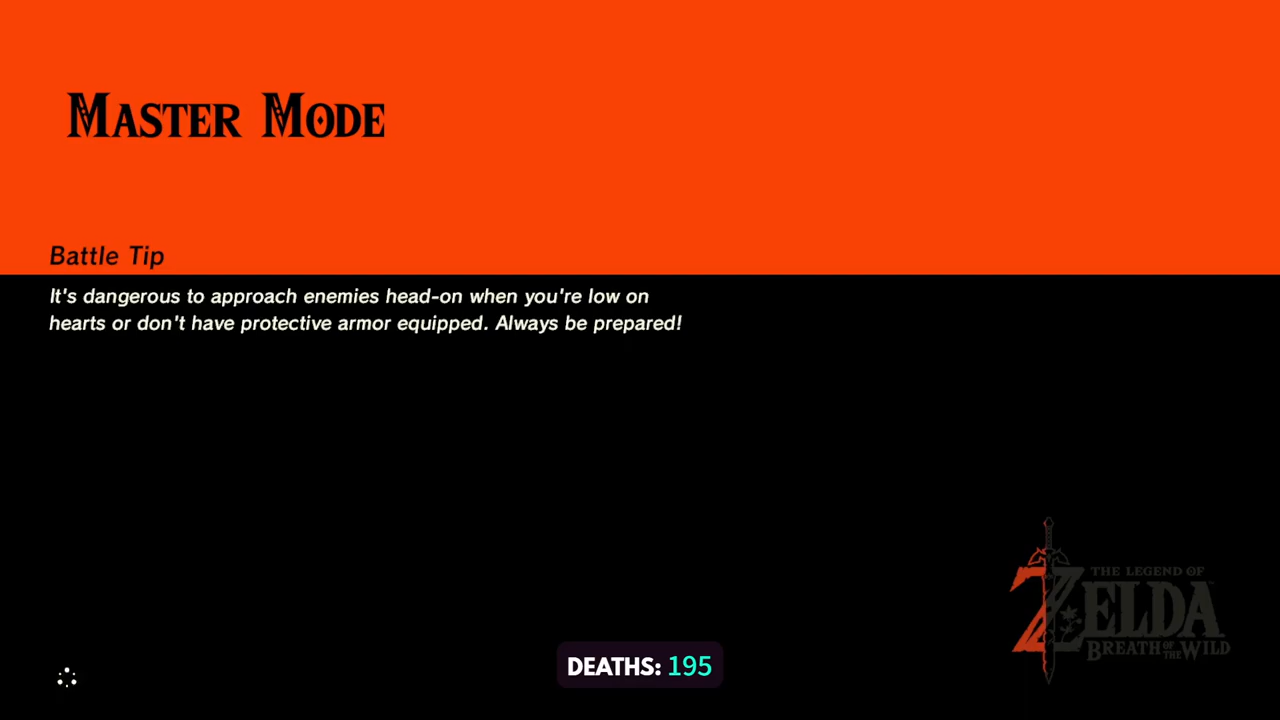 MASTER MODE
Battle Tip
It's dangerous to approach enemies head-on when you're low on
hearts or don't have protective armor equipped. Always be prepared!
THE LEGEND OF
ZELDA
BREATH OF THE WILD
DEATHS: 195